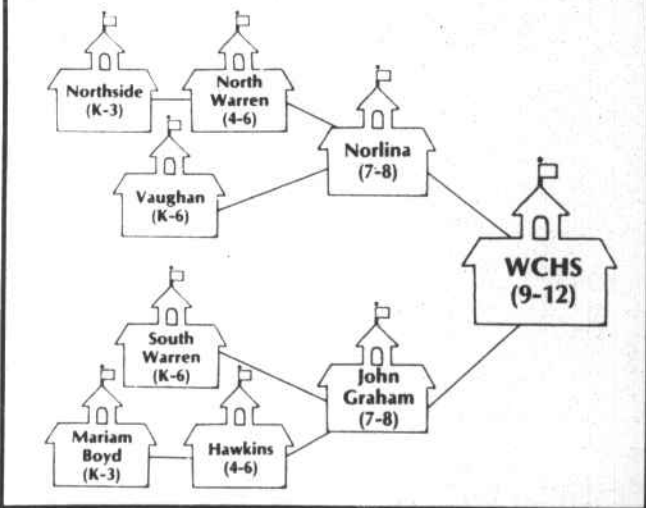 Northside
(K-3)
North
Warren
(4-6)
Vaughan
(K-6)
Norlina
(7-8)
WCHS
(9-12)
South
Warren
(K-6)
Mariam
Boyd
(K-3)
Hawkins
(4-6)
John
Graham
(7-8)